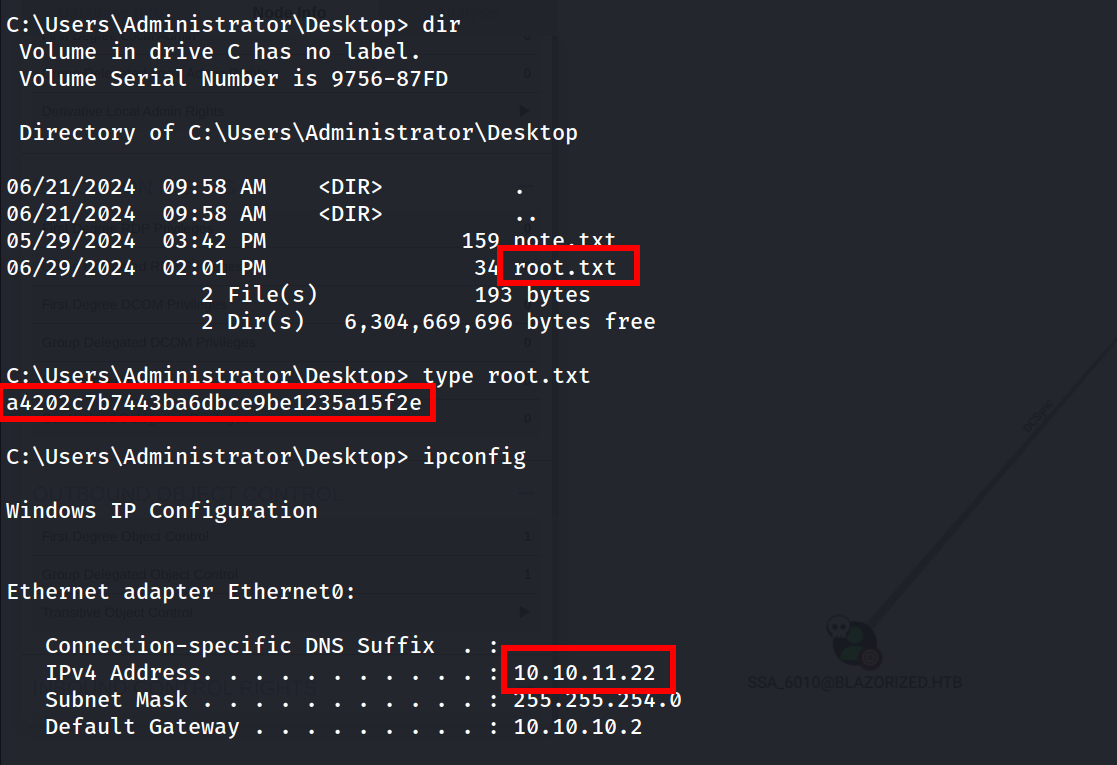 Node Info
C:\Users\Administrator\Desktop> dir
 Volume in drive C has no label.
 Volume Serial Number is 9756-87FD
Derivative Local Admin Rights
 Directory of C:\Users\Administrator\Desktop
06/21/2024  09:58 AM    <DIR>          .
06/21/2024  09:58 AM    <DIR>          ..
05/29/2024  03:42 PM               159 note.txt
06/29/2024  02:01 PM                34 root.txt
               2 File(s)            193 bytes
First Degree DCOM Privileges
               2 Dir(s)   6,304,669,696 bytes free
Group Delegated DCOM Privileges
C:\Users\Administrator\Desktop> type root.txt
a4202c7b7443ba6dbce9be1235a15f2e
C:\Users\Administrator\Desktop> ipconfig
OUTBOUND OBJECT CONTROL
Windows IP Configuration
First Degree Object Control 1
Group Delegated Object Control 1
Ethernet adapter Ethernet0:
Transitive Object Control
   Connection-specific DNS Suffix  . :
   IPv4 Address. . . . . . . . . . . : 10.10.11.22
SSA_6010@BLAZORIZED.HTB
   Subnet Mask . . . . . . . . . . . : 255.255.254.0
   Default Gateway . . . . . . . . . : 10.10.10.2